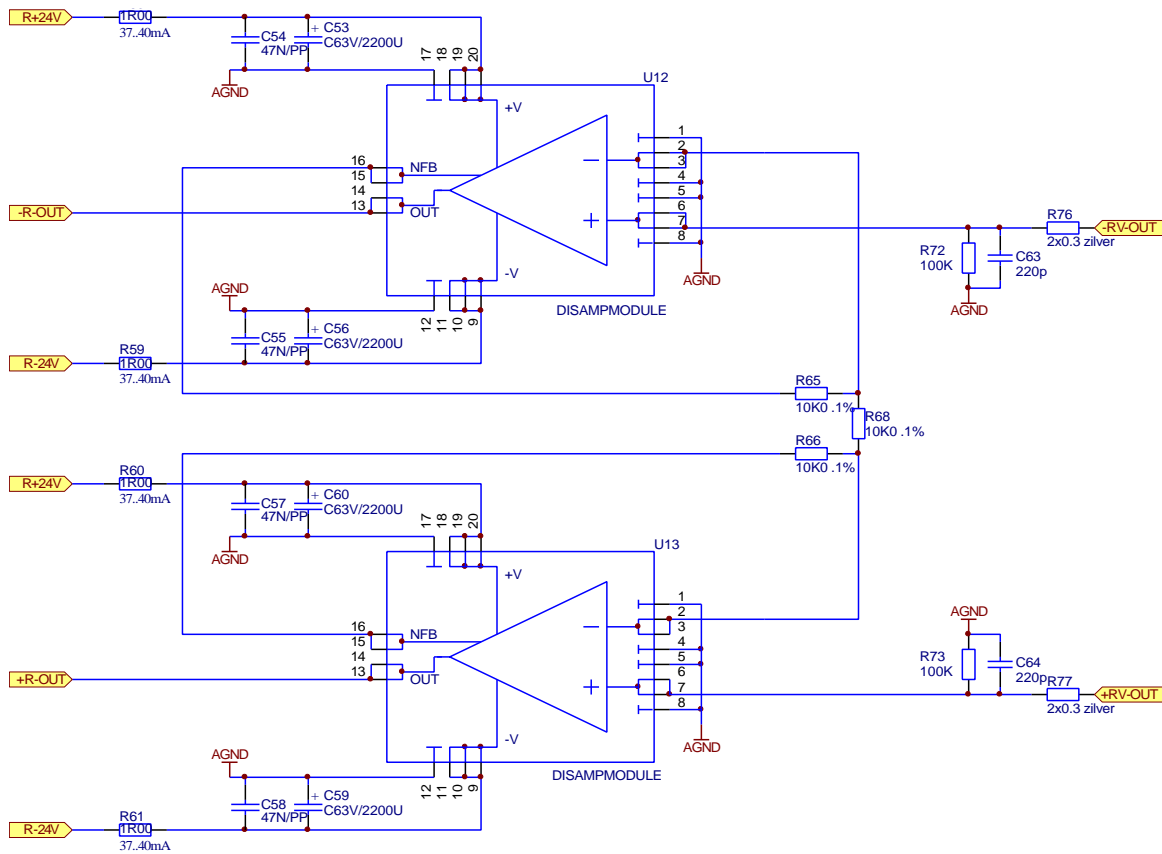 R+24V
1R00
37..40mA
C54
47N/PP
+ C53
C63V/2200U
AGND
17
18
19
20
U12
+V
16
15
14
13
NFB
OUT
-R-OUT
1
2
3
4
5
6
7
8
AGND
R76
2x0.3 zilver
-RV-OUT
R72
100K
C63
220p
AGND
-V
DISAMPMODULE
12
11
10
9
AGND
C55
47N/PP
+ C56
C63V/2200U
R59
1R00
37..40mA
R-24V
R65
10K0 .1%
R68
10K0 .1%
R66
10K0 .1%
R+24V
R60
1R00
37..40mA
C57
47N/PP
+ C60
C63V/2200U
AGND
17
18
19
20
U13
+V
16
15
14
13
NFB
OUT
+R-OUT
1
2
3
4
5
6
7
8
AGND
AGND
R73
100K
C64
220p
R77
2x0.3 zilver
+RV-OUT
-V
DISAMPMODULE
12
11
10
9
AGND
C58
47N/PP
+ C59
C63V/2200U
R61
1R00
37..40mA
R-24V